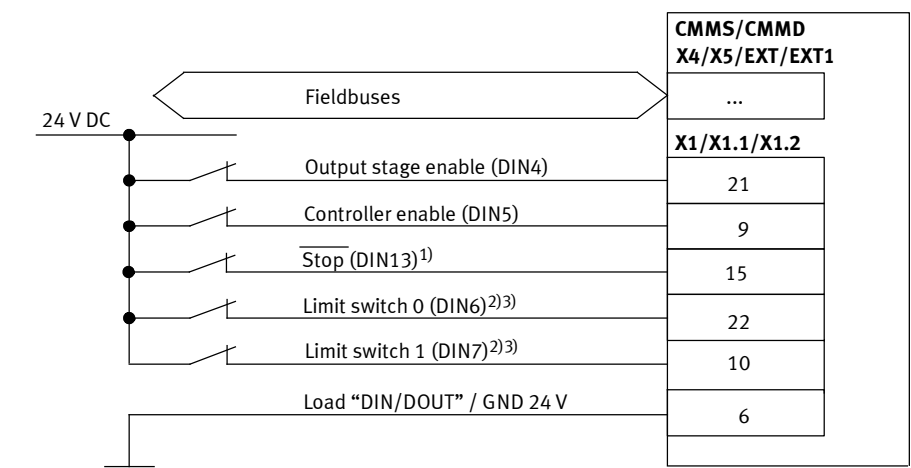 CMMS/CMMD
X4/X5/EXT/EXT1
Fieldbuses
...
24 V DC
X1/X1.1/X1.2
Output stage enable (DIN4)
21
Controller enable (DIN5)
9
Stop (DIN13)1)
15
Limit switch 0 (DIN6)2)3)
22
Limit switch 1 (DIN7)2)3)
10
Load “DIN/DOUT” / GND 24 V
6